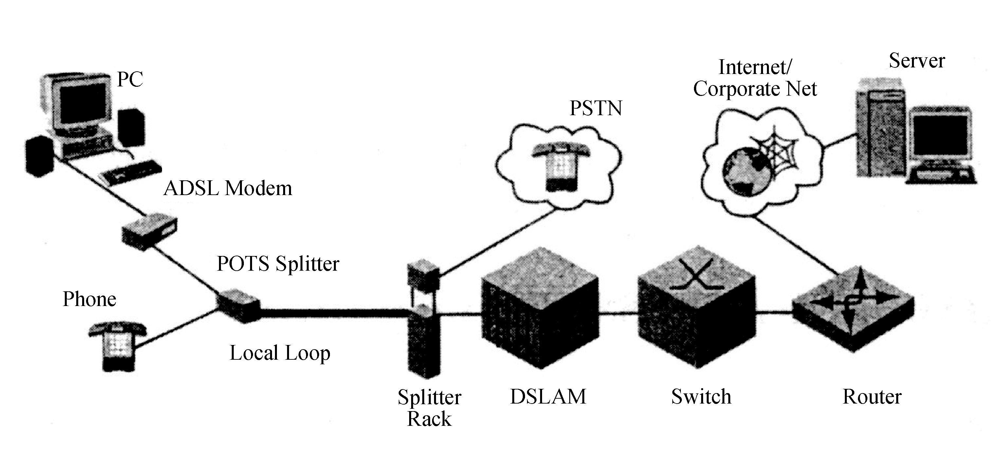 PC
ADSL Modem
POTS Splitter
Phone
Local Loop
Splitter
Rack
PSTN
DSLAM
Switch
Internet/
Corporate Net
Server
Router